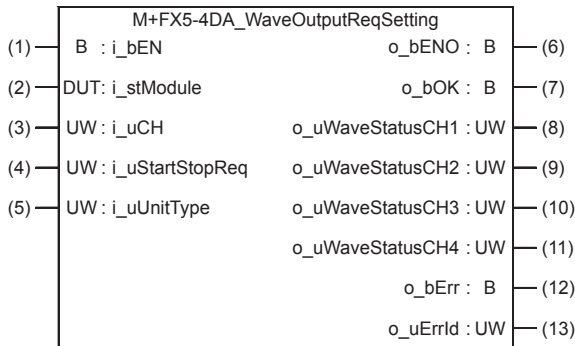 M+FX5-4DA_WaveOutputReqSetting
(1) B : i_bEN o_bENO : B (6)
(2) DUT: i_stModule o_bOK : B (7)
(3) UW : i_uCH o_uWaveStatusCH1 : UW (8)
(4) UW : i_uStartStopReq o_uWaveStatusCH2 : UW (9)
(5) UW : i_uUnitType o_uWaveStatusCH3 : UW (10)
o_uWaveStatusCH4 : UW (11)
o_bErr : B (12)
o_uErrId : UW (13)